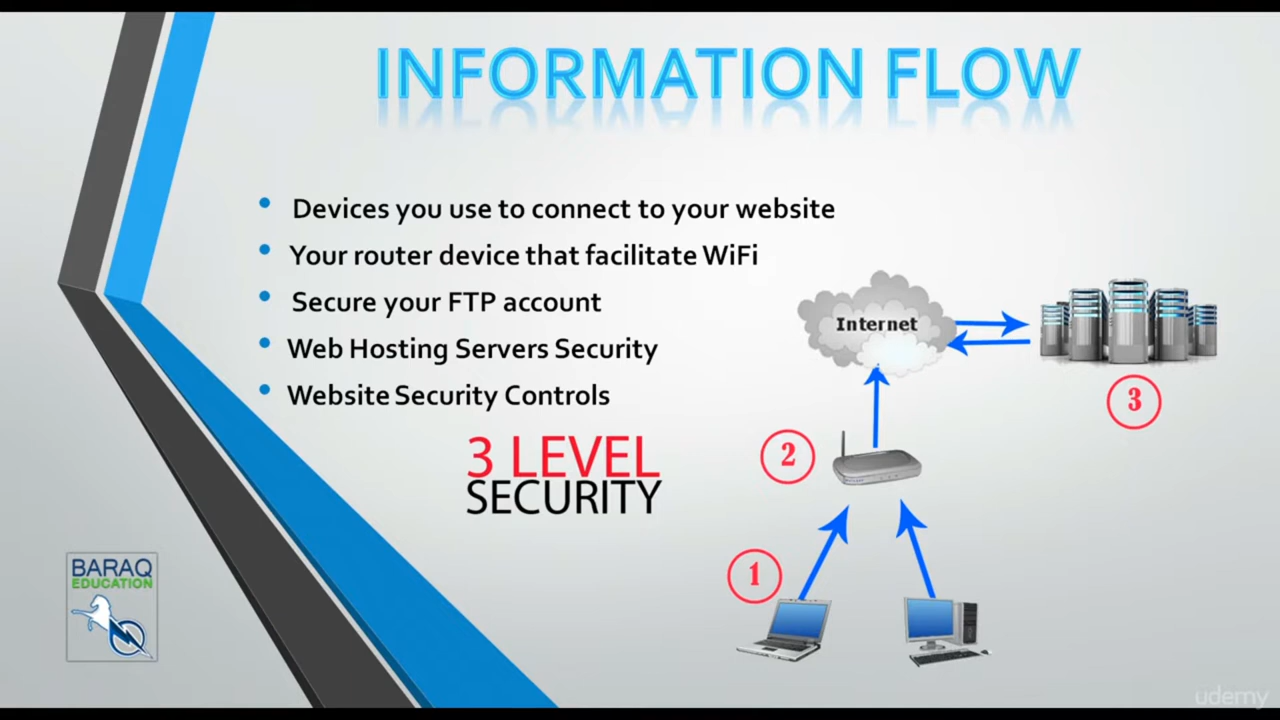 INFORMATION FLOW
Devices you use to connect to your website
Your router device that facilitate WiFi
Secure your FTP account
Web Hosting Servers Security
Website Security Controls
3 LEVEL
SECURITY
Internet
3
2
1
BARAQ
EDUCATION
udemy